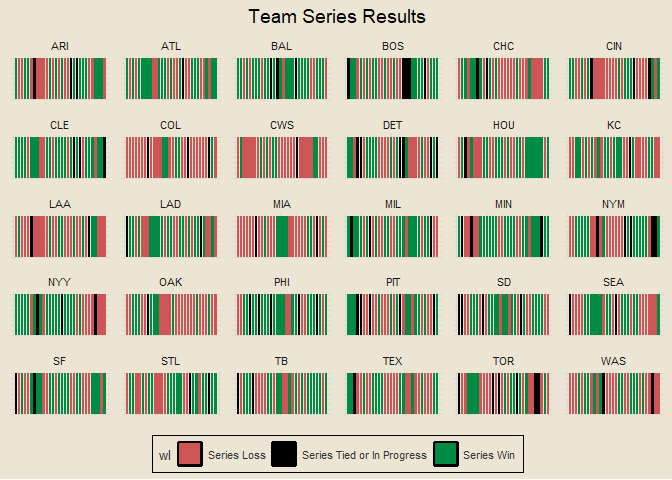 Team Series Results
ARI ATL BAL BOS CHC CIN
CLE COL CWS DET HOU KC
LAA LAD MIA MIL MIN NYM
NYY OAK PHI PIT SD SEA
SF STL TB TEX TOR WAS
wl Series Loss Series Tied or In Progress Series Win